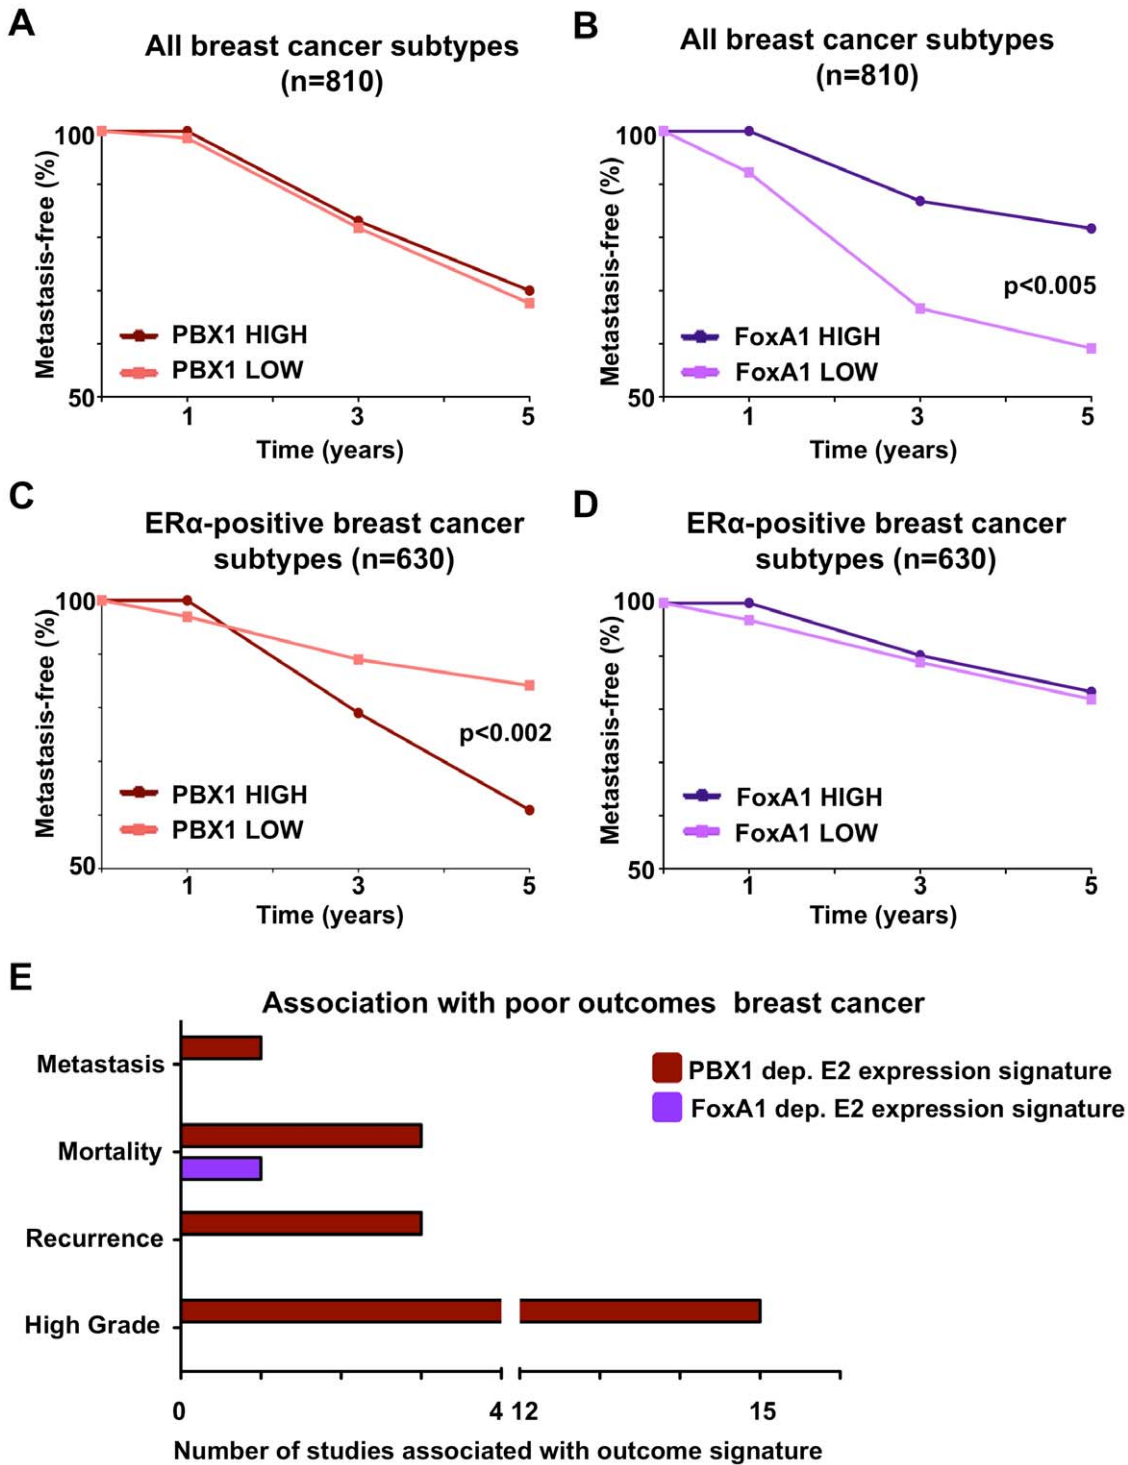 A
All breast cancer subtypes
(n=810)
100
50
Metastasis-free (%)
PBX1 HIGH
PBX1 LOW
1 3 5
Time (years)
B
All breast cancer subtypes
(n=810)
100
50
Metastasis-free (%)
p<0.005
FoxA1 HIGH
FoxA1 LOW
1 3 5
Time (years)
C
ERα-positive breast cancer
subtypes (n=630)
100
50
Metastasis-free (%)
p<0.002
PBX1 HIGH
PBX1 LOW
1 3 5
Time (years)
D
ERα-positive breast cancer
subtypes (n=630)
100
50
Metastasis-free (%)
FoxA1 HIGH
FoxA1 LOW
1 3 5
Time (years)
E
Association with poor outcomes breast cancer
PBX1 dep. E2 expression signature
FoxA1 dep. E2 expression signature
Metastasis
Mortality
Recurrence
High Grade
0 4 12 15
Number of studies associated with outcome signature